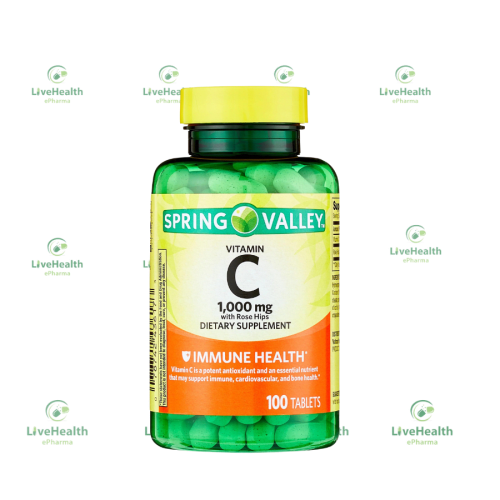 LiveHealth
ePharma
LiveHealth
ePharma
LiveHealth
ePharma
LiveHealth
ePharma
SPRING VALLEY
VITAMIN
C
1,000 mg
with Rose Hips
DIETARY SUPPLEMENT
IMMUNE HEALTH*
Vitamin C is a potent antioxidant and an essential nutrient
that may support immune, cardiovascular, and bone health.*
100 TABLETS
LiveHealth
ePharma
LiveHealth
ePharma
LiveHealth
ePharma
LiveHealth
ePharma